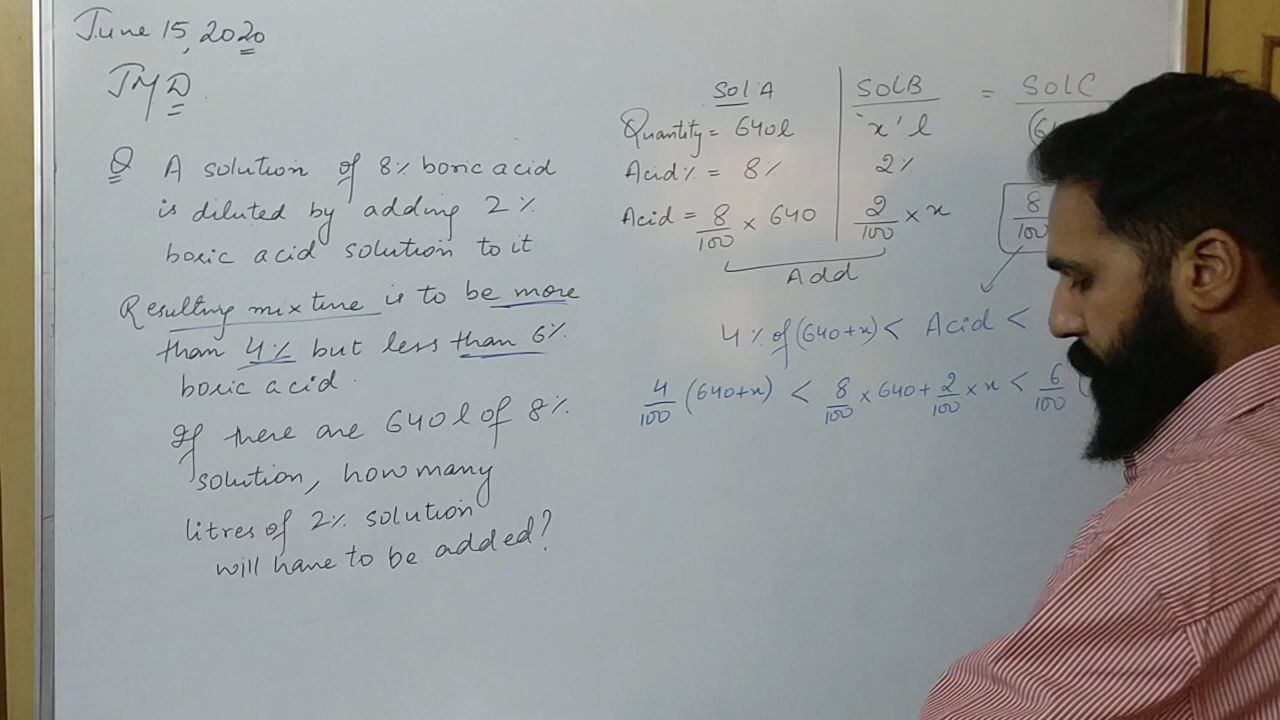 June 15, 2020
JMD
Q A solution of 8% boric acid
is diluted by adding 2%
boric acid solution to it
Resulting mixture is to be more
than 4% but less than 6%.
boric acid.
If there are 640 l of 8%
solution, how many
litres of 2% solution
will have to be added?
Sol A | Sol B = Sol C
Quantity = 640l | 'x' l (6
Acid% = 8% | 2%
Acid = 8/100 × 640 | 2/100 × x 8/100
Add
4% of (640+x) < Acid <
4/100 (640+x) < 8/100 × 640 + 2/100 × x < 6/100 (